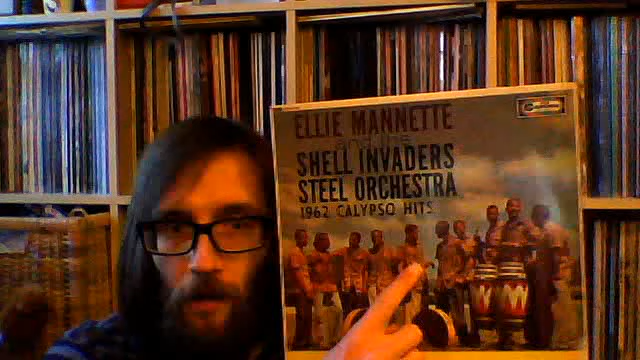 ELLIE MANNETTE
and the
SHELL INVADERS
STEEL ORCHESTRA
1962 CALYPSO HITS